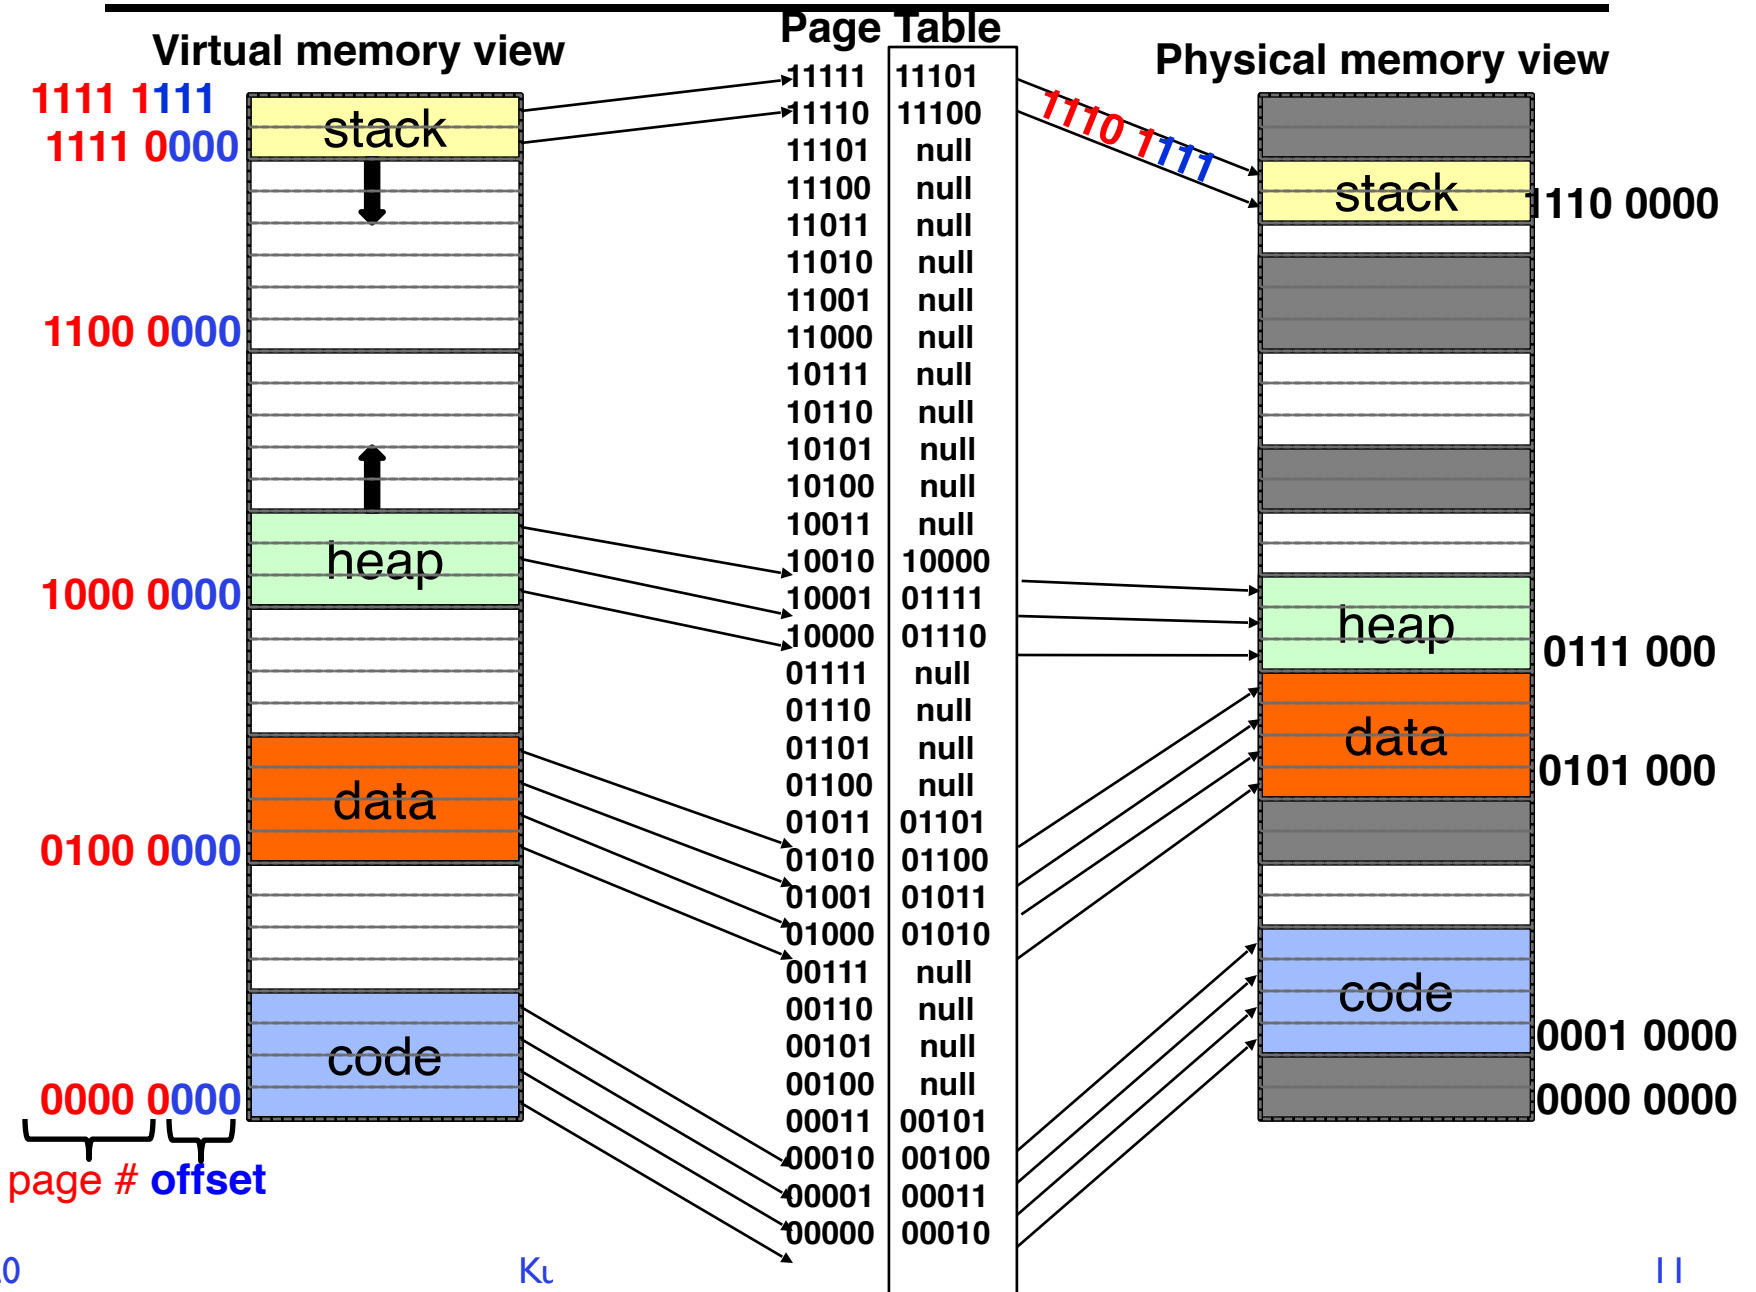 Page Table
Virtual memory view
Physical memory view
1111 1111
1111 0000
1100 0000
1000 0000
0100 0000
0000 0000
page # offset
stack
heap
data
code
11111 11101
11110 11100
11101 null
11100 null
11011 null
11010 null
11001 null
11000 null
10111 null
10110 null
10101 null
10100 null
10011 null
10010 10000
10001 01111
10000 01110
01111 null
01110 null
01101 null
01100 null
01011 01101
01010 01100
01001 01011
01000 01010
00111 null
00110 null
00101 null
00100 null
00011 00101
00010 00100
00001 00011
00000 00010
1110 1111
stack
1110 0000
heap
0111 000
data
0101 000
code
0001 0000
0000 0000